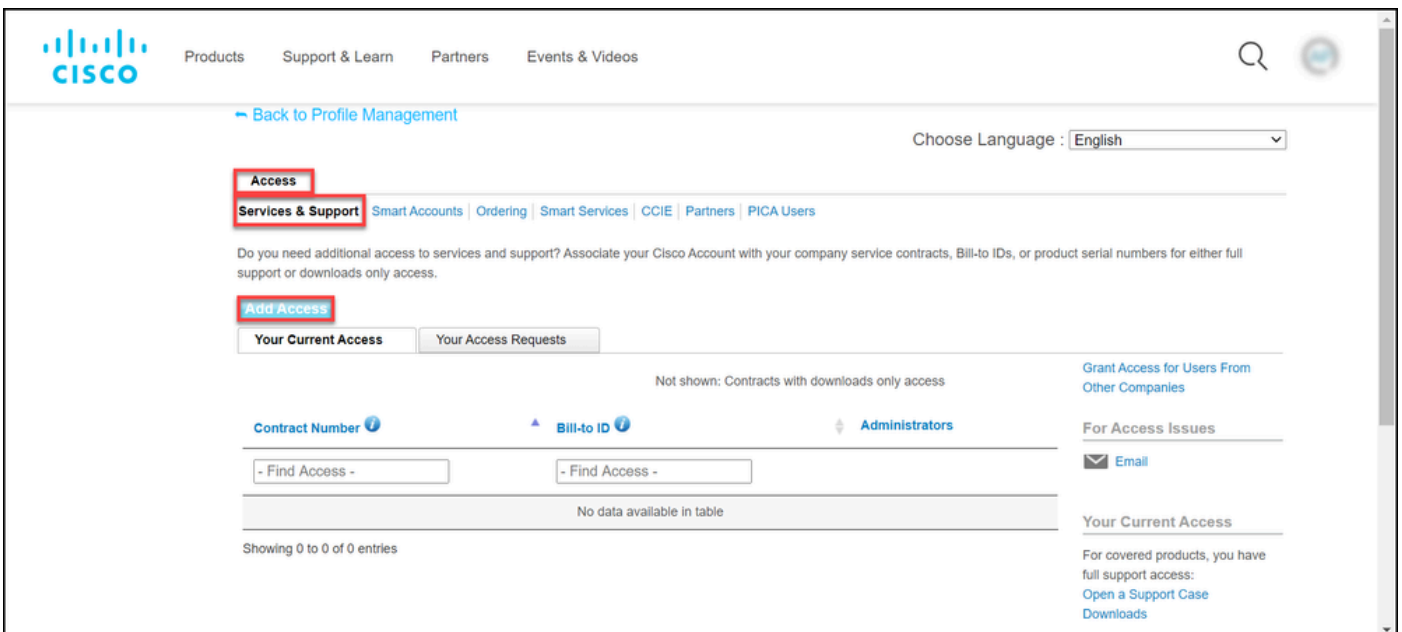 CISCO
Products Support & Learn Partners Events & Videos
Back to Profile Management
Choose Language : English
Access
Services & Support Smart Accounts Ordering Smart Services CCIE Partners PICA Users
Do you need additional access to services and support? Associate your Cisco Account with your company service contracts, Bill-to IDs, or product serial numbers for either full
support or downloads only access.
Add Access
Your Current Access Your Access Requests
Not shown: Contracts with downloads only access
Contract Number Bill-to ID Administrators
- Find Access - - Find Access -
No data available in table
Showing 0 to 0 of 0 entries
Grant Access for Users From
Other Companies
For Access Issues
Email
Your Current Access
For covered products, you have
full support access:
Open a Support Case
Downloads